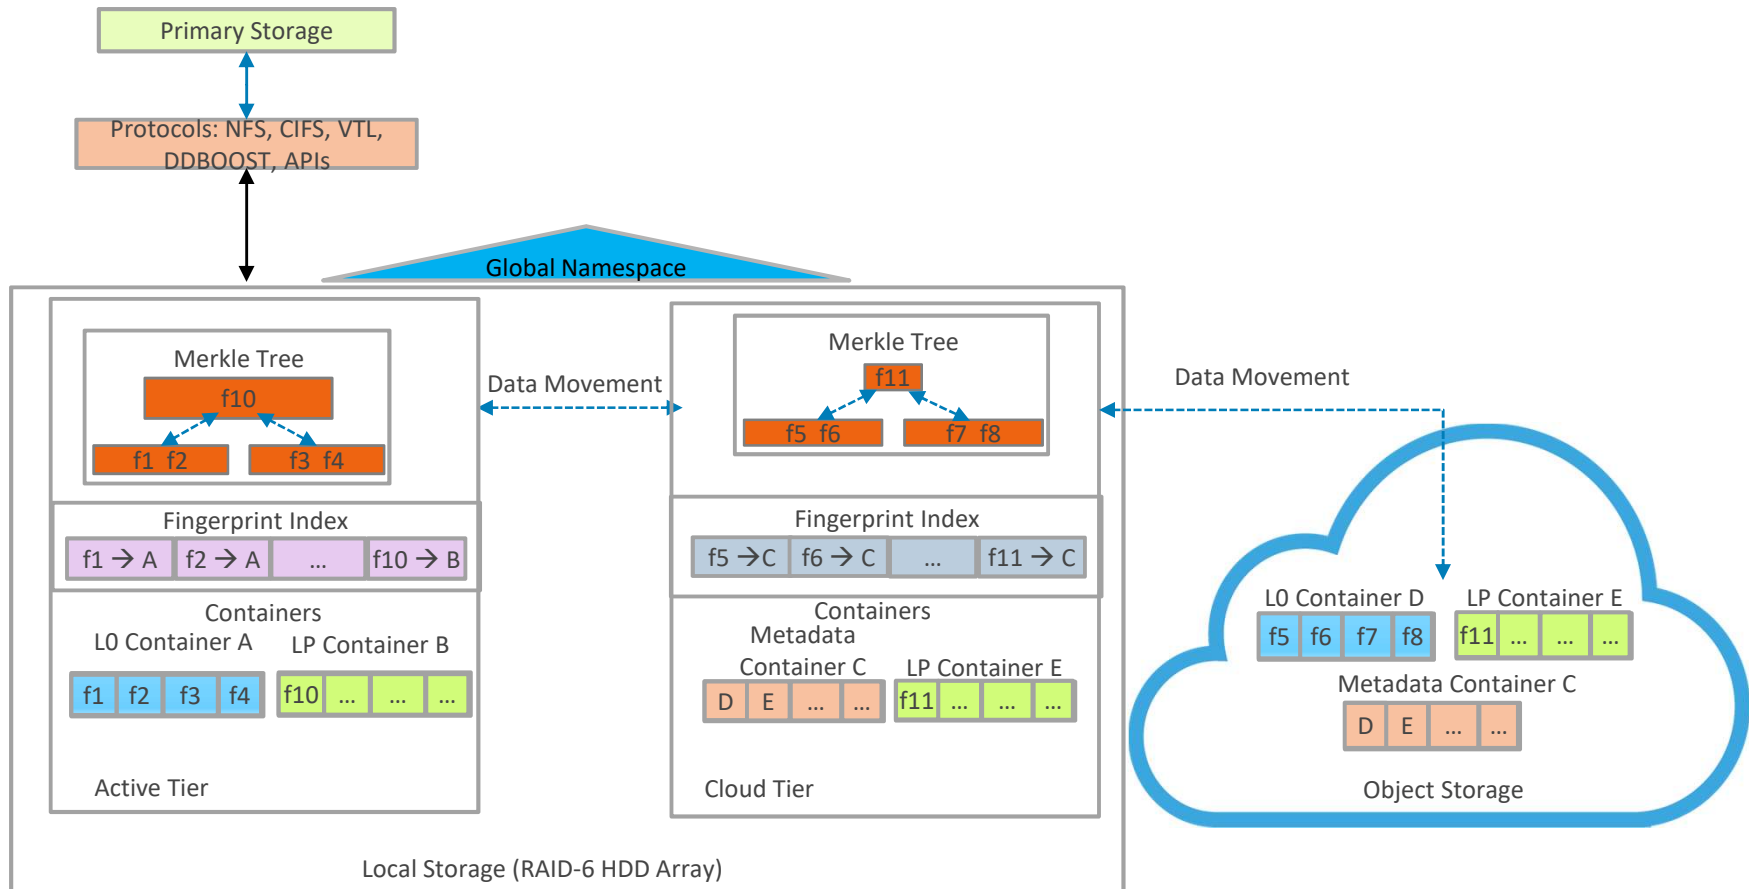 Primary Storage
Protocols: NFS, CIFS, VTL,
DDBOOST, APIs
Global Namespace
Merkle Tree
f10
f1 f2
f3 f4
Fingerprint Index
f1 → A
f2 → A
...
f10 → B
Containers
L0 Container A
LP Container B
f1
f2
f3
f4
f10
...
...
...
Active Tier
Data Movement
Merkle Tree
f11
f5 f6
f7 f8
Fingerprint Index
f5 →C
f6 → C
...
f11 → C
Containers
Metadata
Container C
LP Container E
D
E
...
...
f11
...
...
...
Cloud Tier
Local Storage (RAID-6 HDD Array)
Data Movement
L0 Container D
LP Container E
f5
f6
f7
f8
f11
...
...
...
Metadata Container C
D
E
...
...
Object Storage